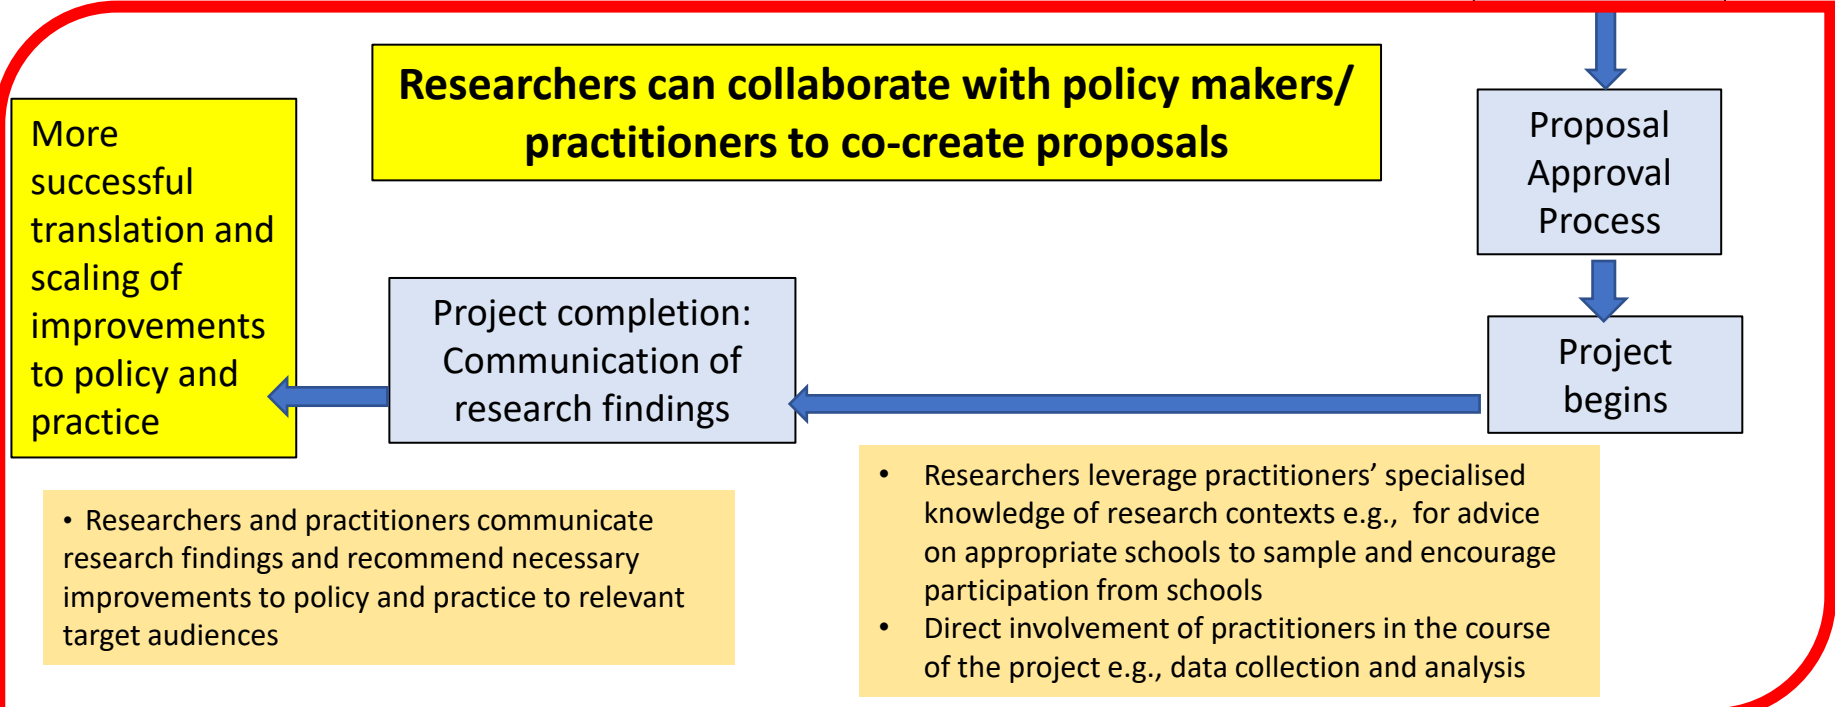 Researchers can collaborate with policy makers/
practitioners to co-create proposals
More
successful
translation and
scaling of
improvements
to policy and
practice
Proposal
Approval
Process
Project completion:
Communication of
research findings
Project
begins
• Researchers and practitioners communicate
research findings and recommend necessary
improvements to policy and practice to relevant
target audiences
• Researchers leverage practitioners’ specialised
knowledge of research contexts e.g., for advice
on appropriate schools to sample and encourage
participation from schools
• Direct involvement of practitioners in the course
of the project e.g., data collection and analysis